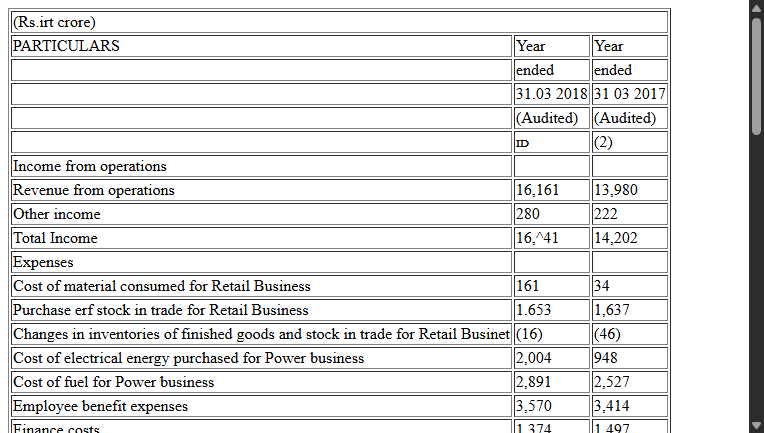 (Rs.irt crore)
PARTICULARS Year Year
ended ended
31.03 2018 31 03 2017
(Audited) (Audited)
ID (2)
Income from operations
Revenue from operations 16,161 13,980
Other income 280 222
Total Income 16,^41 14,202
Expenses
Cost of material consumed for Retail Business 161 34
Purchase erf stock in trade for Retail Business 1.653 1,637
Changes in inventories of finished goods and stock in trade for Retail Businet (16) (46)
Cost of electrical energy purchased for Power business 2,004 948
Cost of fuel for Power business 2,891 2,527
Employee benefit expenses 3,570 3,414
Finance costs 1,374 1,497